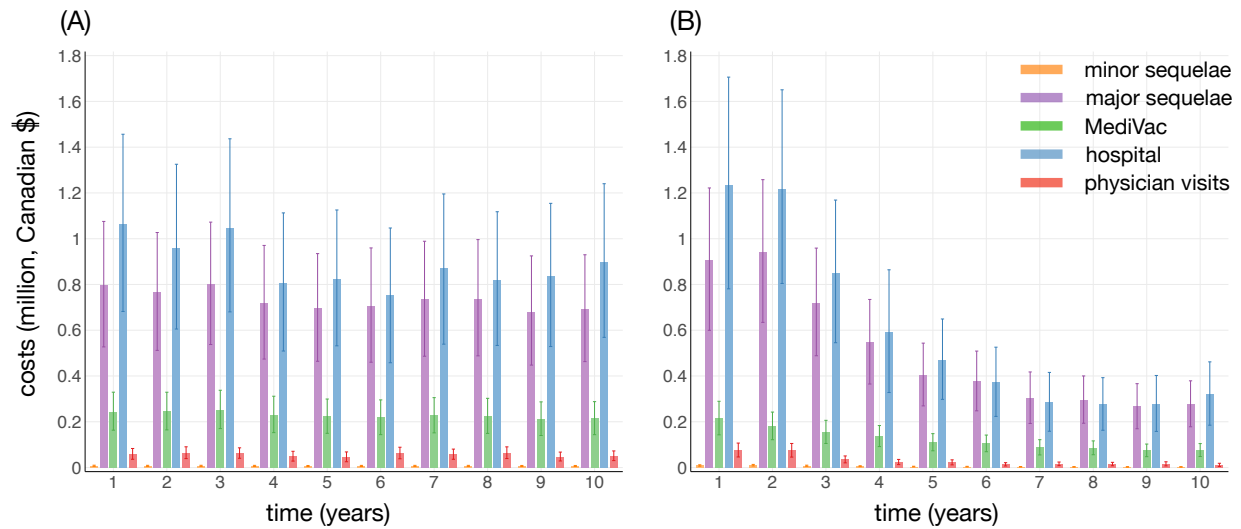 (A)
costs (million, Canadian $)
1.8
1.6
1.4
1.2
1
0.8
0.6
0.4
0.2
0
1 2 3 4 5 6 7 8 9 10
time (years)
(B)
1.8
1.6
1.4
1.2
1
0.8
0.6
0.4
0.2
0
minor sequelae
major sequelae
MediVac
hospital
physician visits
1 2 3 4 5 6 7 8 9 10
time (years)